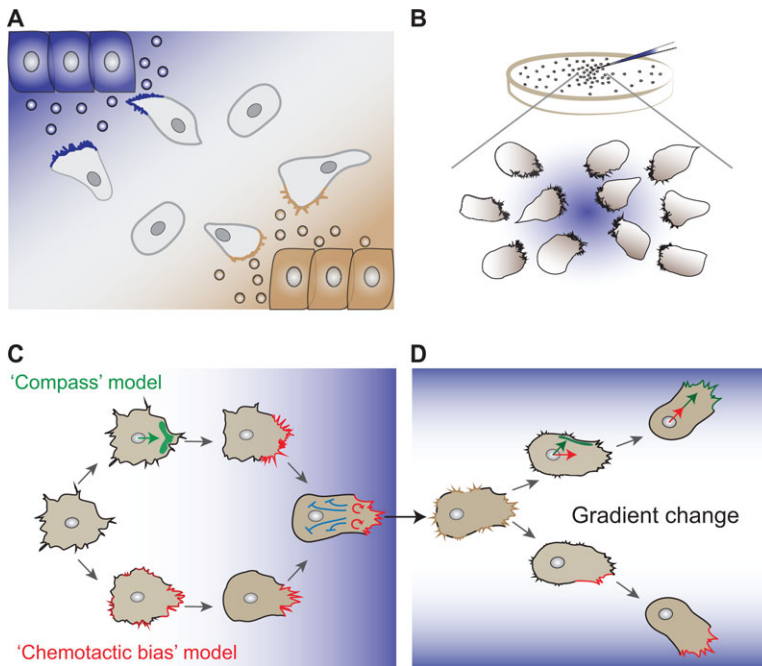 A
B
C
'Compass' model
'Chemotactic bias' model
D
Gradient change